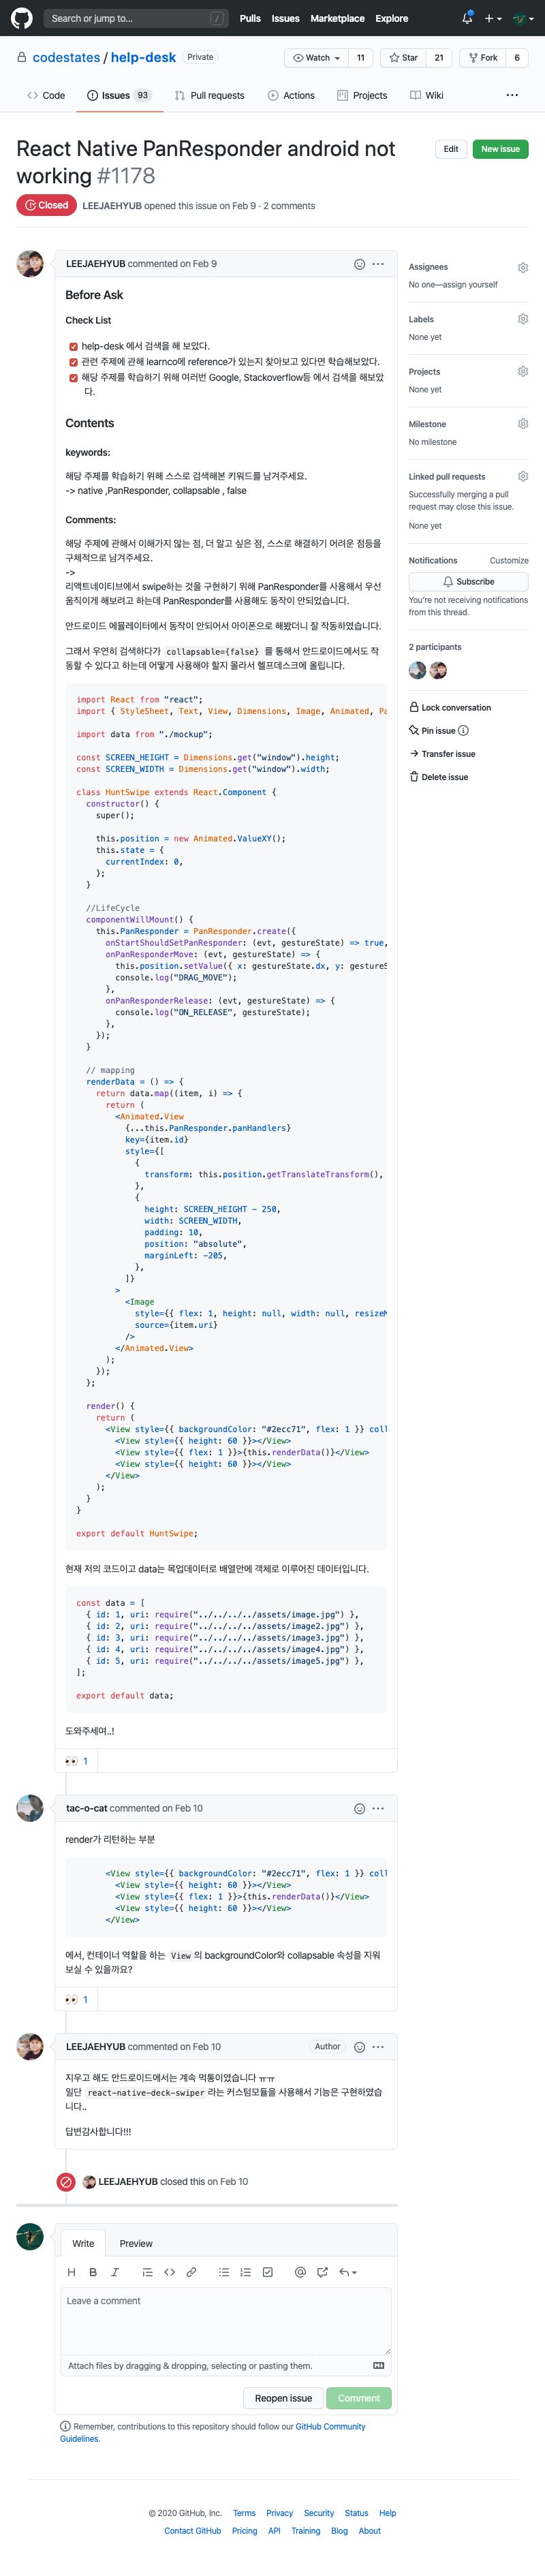 Search or jump to... / Pulls Issues Marketplace Explore
codestates / help-desk Private Watch 11 Star 21 Fork 6
Code Issues 93 Pull requests Actions Projects Wiki ...
React Native PanResponder android not
working #1178
Edit New issue
Closed LEEJAEHYUB opened this issue on Feb 9 · 2 comments
LEEJAEHYUB commented on Feb 9
Before Ask
Check List
help-desk 에서 검색을 해 보았다.
관련 주제에 관해 learnco에 reference가 있는지 찾아보고 있다면 학습해보았다.
해당 주제를 학습하기 위해 여러번 Google, Stackoverflow등 에서 검색을 해보았
다.
Contents
keywords:
해당 주제를 학습하기 위해 스스로 검색해본 키워드를 남겨주세요.
-> native ,PanResponder, collapsable , false
Comments:
해당 주제에 관해서 이해가지 않는 점, 더 알고 싶은 점, 스스로 해결하기 어려운 점등을
구체적으로 남겨주세요.
->
리액트네이티브에서 swipe하는 것을 구현하기 위해 PanResponder를 사용해서 우선
움직이게 해보려고 하는데 PanResponder를 사용해도 동작이 안되었습니다.
안드로이드 에뮬레이터에서 동작이 안되어서 아이폰으로 해봤더니 잘 작동하였습니다.
그래서 우연히 검색하다가 collapsable={false} 를 통해서 안드로이드에서도 작
동할 수 있다고 하는데 어떻게 사용해야 할지 몰라서 헬프데스크에 올립니다.
import React from "react";
import { StyleSheet, Text, View, Dimensions, Image, Animated, Pa
import data from "./mockup";
const SCREEN_HEIGHT = Dimensions.get("window").height;
const SCREEN_WIDTH = Dimensions.get("window").width;
class HuntSwipe extends React.Component {
constructor() {
super();
this.position = new Animated.ValueXY();
this.state = {
currentIndex: 0,
};
}
//LifeCycle
componentWillMount() {
this.PanResponder = PanResponder.create({
onStartShouldSetPanResponder: (evt, gestureState) => true,
onPanResponderMove: (evt, gestureState) => {
this.position.setValue({ x: gestureState.dx, y: gestureS
console.log("DRAG_MOVE");
},
onPanResponderRelease: (evt, gestureState) => {
console.log("ON_RELEASE", gestureState);
},
});
}
// mapping
renderData = () => {
return data.map((item, i) => {
return (
<Animated.View
{...this.PanResponder.panHandlers}
key={item.id}
style={[
{
transform: this.position.getTranslateTransform(),
},
{
height: SCREEN_HEIGHT - 250,
width: SCREEN_WIDTH,
padding: 10,
position: "absolute",
marginLeft: -205,
},
]}
>
<Image
style={{ flex: 1, height: null, width: null, resizeM
source={item.uri}
/>
</Animated.View>
);
});
};
render() {
return (
<View style={{ backgroundColor: "#2ecc71", flex: 1 }} coll
<View style={{ height: 60 }}></View>
<View style={{ flex: 1 }}>{this.renderData()}</View>
<View style={{ height: 60 }}></View>
</View>
);
}
}
export default HuntSwipe;
현재 저의 코드이고 data는 목업데이터로 배열안에 객체로 이루어진 데이터입니다.
const data = [
{ id: 1, uri: require("../../../../assets/image.jpg") },
{ id: 2, uri: require("../../../../assets/image2.jpg") },
{ id: 3, uri: require("../../../../assets/image3.jpg") },
{ id: 4, uri: require("../../../../assets/image4.jpg") },
{ id: 5, uri: require("../../../../assets/image5.jpg") },
];
export default data;
도와주세여..!
👀 1
tac-o-cat commented on Feb 10
render가 리턴하는 부분
<View style={{ backgroundColor: "#2ecc71", flex: 1 }} coll
<View style={{ height: 60 }}></View>
<View style={{ flex: 1 }}>{this.renderData()}</View>
<View style={{ height: 60 }}></View>
</View>
에서, 컨테이너 역할을 하는 View 의 backgroundColor와 collapsable 속성을 지워
보실 수 있을까요?
👀 1
LEEJAEHYUB commented on Feb 10 Author
지우고 해도 안드로이드에서는 계속 먹통이였습니다 ㅠㅠ
일단 react-native-deck-swiper 라는 커스텀모듈을 사용해서 기능은 구현하였습
니다..
답변감사합니다!!!
LEEJAEHYUB closed this on Feb 10
Write Preview
Leave a comment
Attach files by dragging & dropping, selecting or pasting them.
Reopen issue Comment
Remember, contributions to this repository should follow our GitHub Community
Guidelines.
Assignees
No one—assign yourself
Labels
None yet
Projects
None yet
Milestone
No milestone
Linked pull requests
Successfully merging a pull
request may close this issue.
None yet
Notifications Customize
Subscribe
You're not receiving notifications
from this thread.
2 participants
Lock conversation
Pin issue
Transfer issue
Delete issue
© 2020 GitHub, Inc. Terms Privacy Security Status Help
Contact GitHub Pricing API Training Blog About